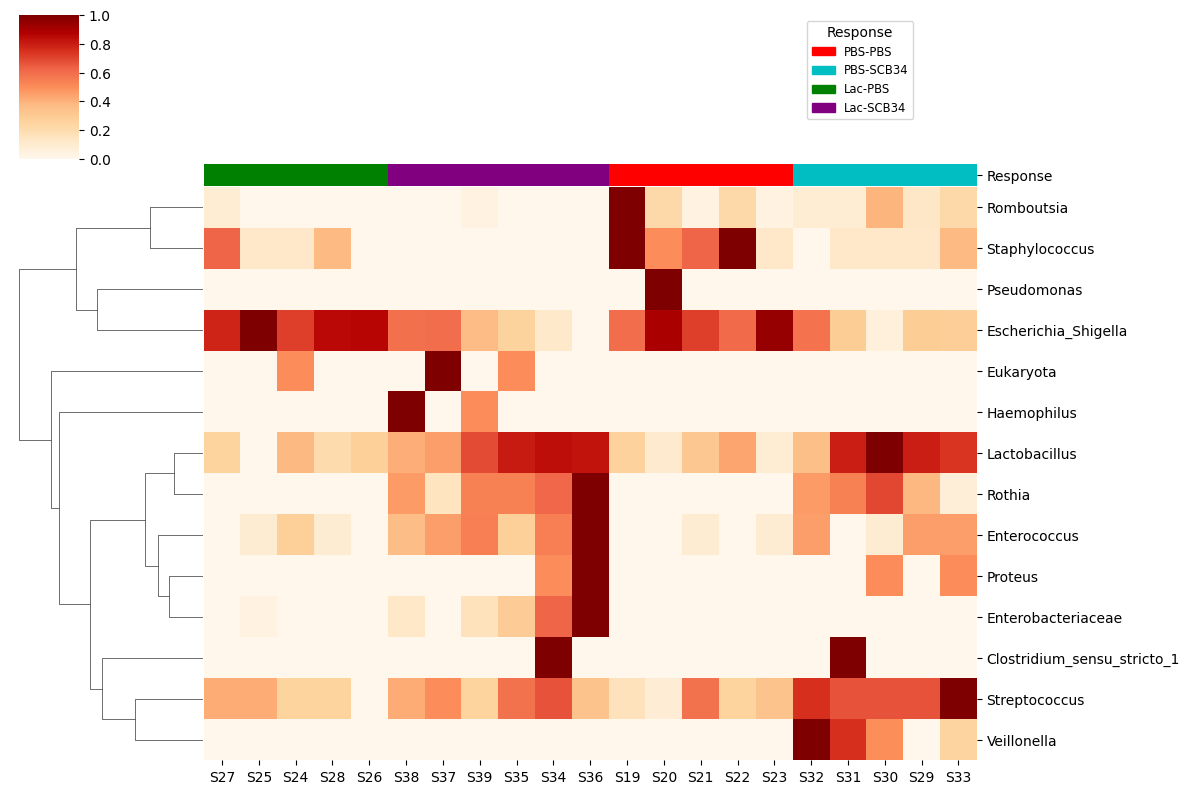 1.0
0.8
0.6
0.4
0.2
0.0
Response
PBS-PBS
PBS-SCB34
Lac-PBS
Lac-SCB34
Response
Romboutsia
Staphylococcus
Pseudomonas
Escherichia_Shigella
Eukaryota
Haemophilus
Lactobacillus
Rothia
Enterococcus
Proteus
Enterobacteriaceae
Clostridium_sensu_stricto_1
Streptococcus
Veillonella
S27 S25 S24 S28 S26 S38 S37 S39 S35 S34 S36 S19 S20 S21 S22 S23 S32 S31 S30 S29 S33